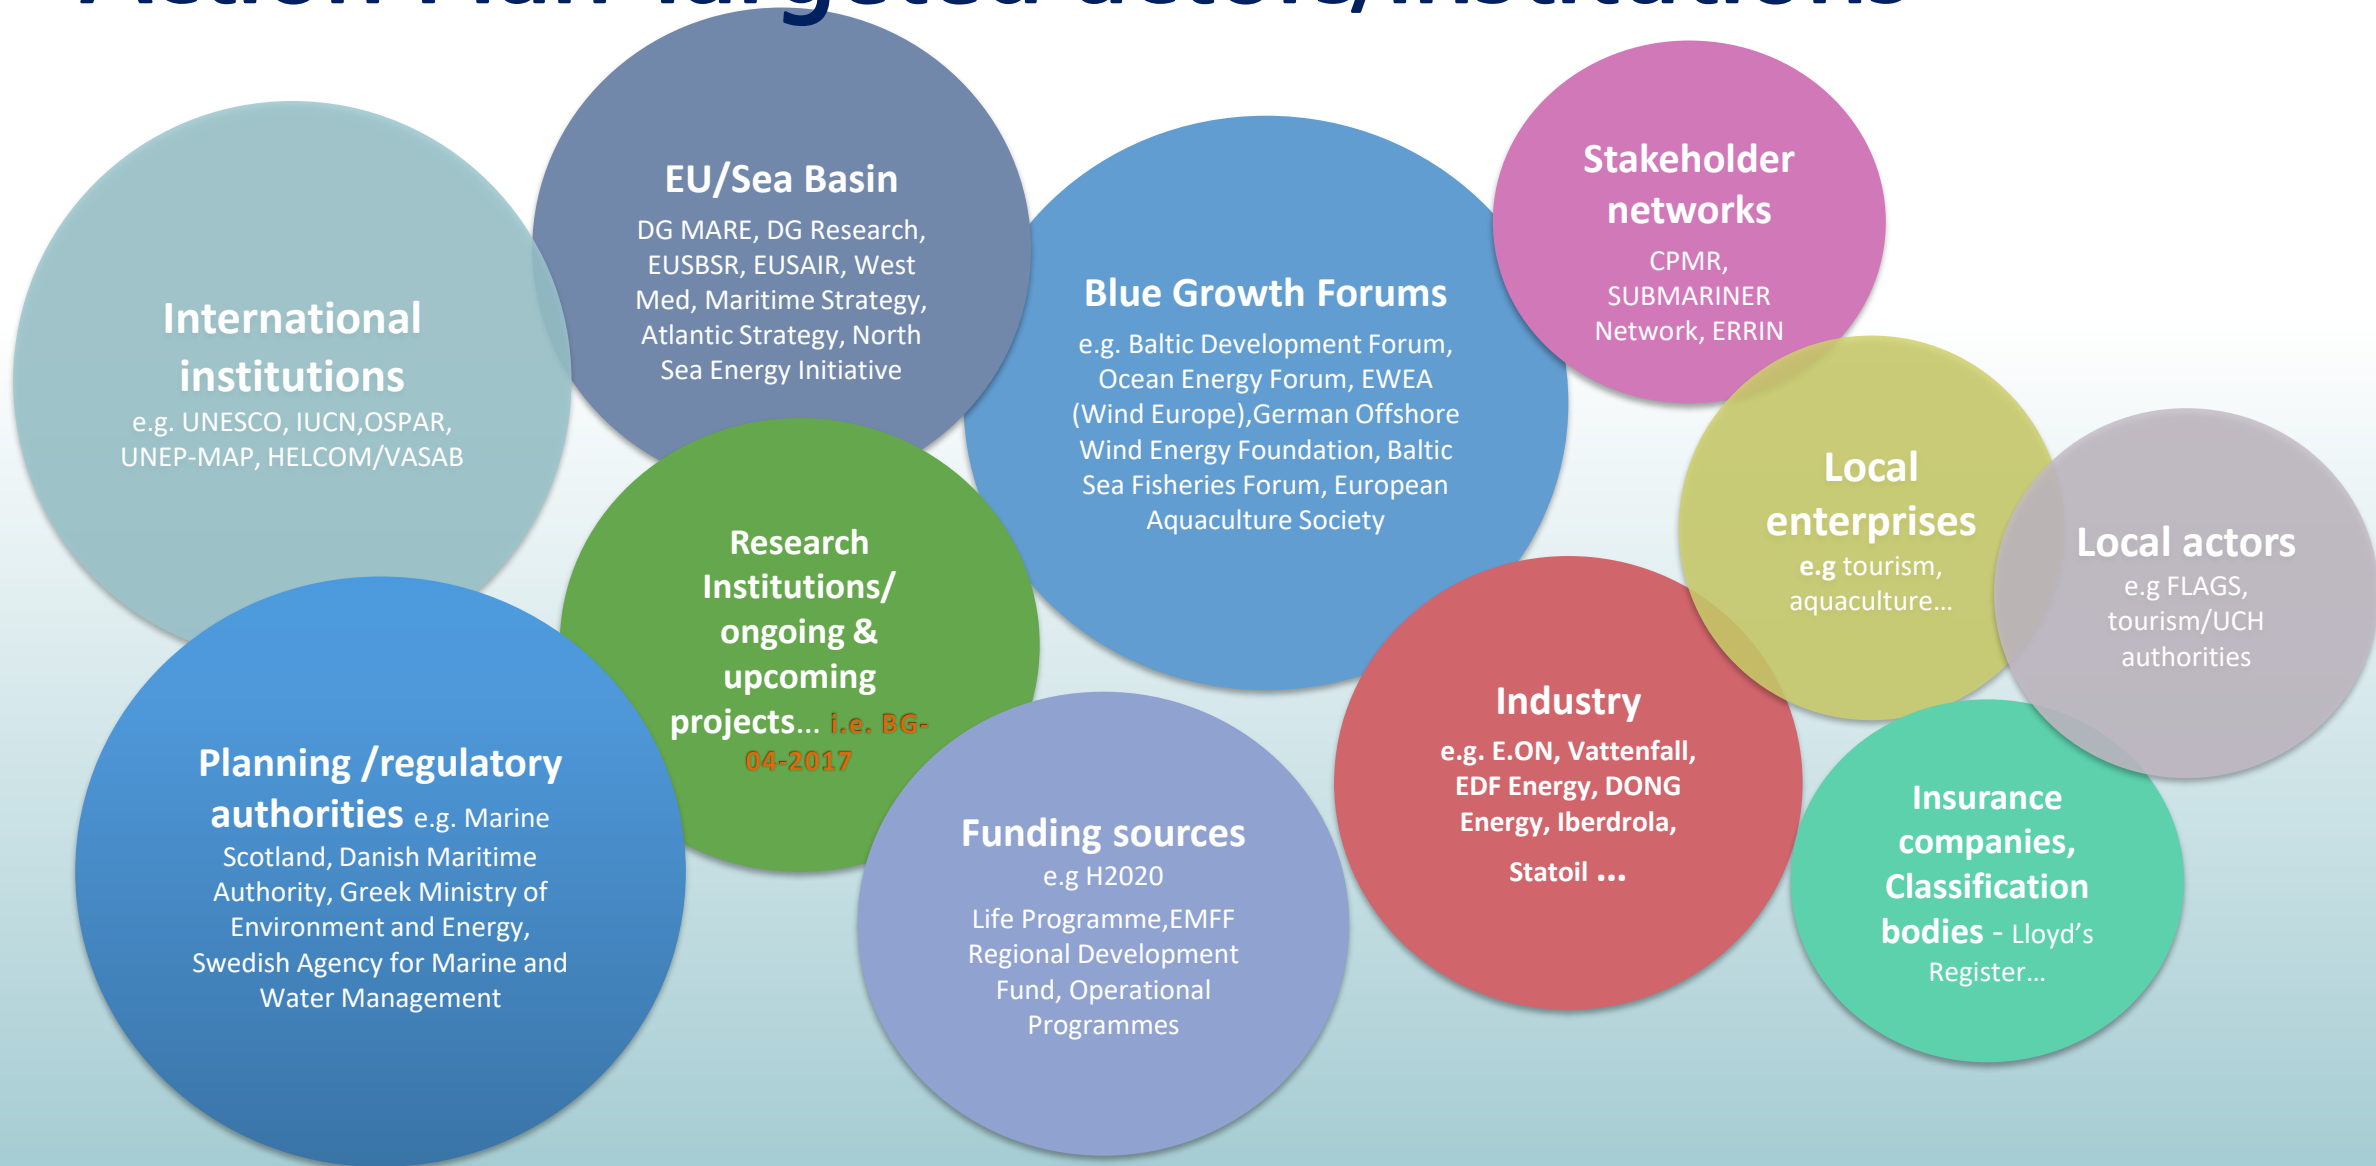 Action Plan Targeted actors/institutions
International
institutions
e.g. UNESCO, IUCN,OSPAR,
UNEP-MAP, HELCOM/VASAB
EU/Sea Basin
DG MARE, DG Research,
EUSBSR, EUSAIR, West
Med, Maritime Strategy,
Atlantic Strategy, North
Sea Energy Initiative
Blue Growth Forums
e.g. Baltic Development Forum,
Ocean Energy Forum, EWEA
(Wind Europe),German Offshore
Wind Energy Foundation, Baltic
Sea Fisheries Forum, European
Aquaculture Society
Stakeholder
networks
CPMR,
SUBMARINER
Network, ERRIN
Local
enterprises
e.g tourism,
aquaculture...
Local actors
e.g FLAGS,
tourism/UCH
authorities
Research
Institutions/
ongoing &
upcoming
projects... i.e. BG-
04-2017
Planning /regulatory
authorities e.g. Marine
Scotland, Danish Maritime
Authority, Greek Ministry of
Environment and Energy,
Swedish Agency for Marine and
Water Management
Funding sources
e.g H2020
Life Programme,EMFF
Regional Development
Fund, Operational
Programmes
Industry
e.g. E.ON, Vattenfall,
EDF Energy, DONG
Energy, Iberdrola,
Statoil ...
Insurance
companies,
Classification
bodies - Lloyd's
Register...